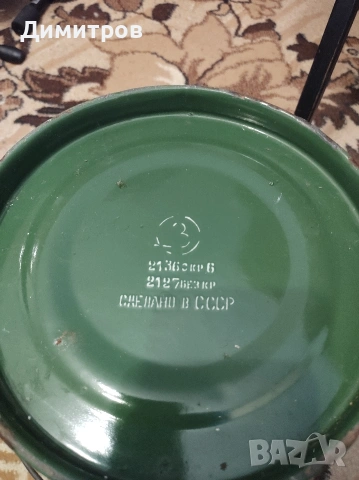 Димитров
2136 С КР 6
2127 БЕЗ КР
СДЕЛАНО В СССР
BAZAR